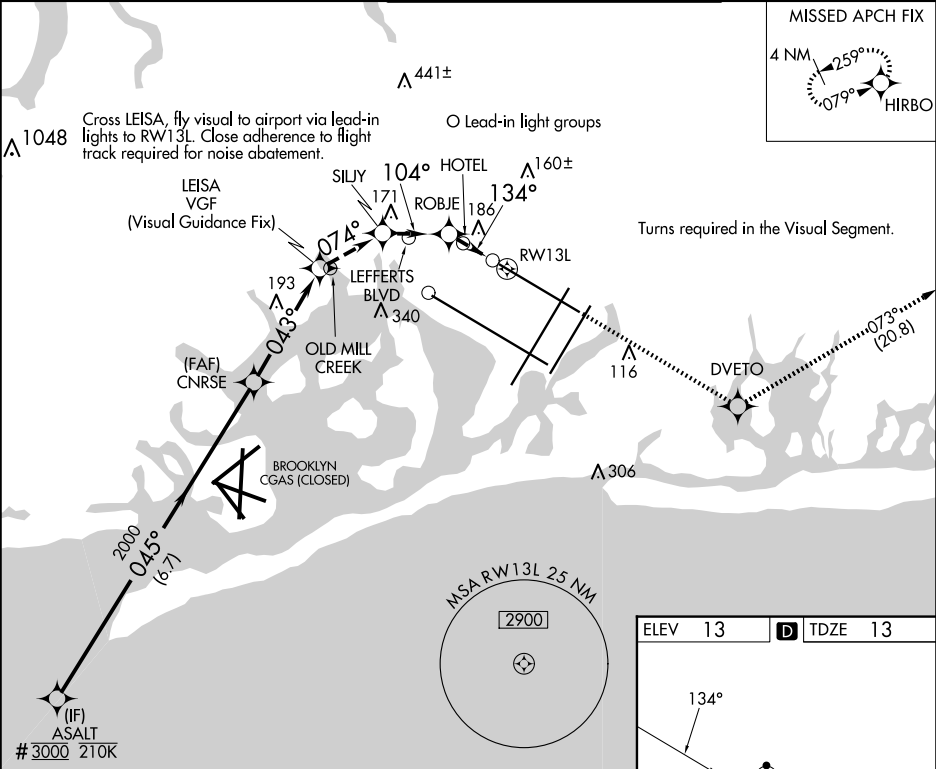 MISSED APCH FIX
4 NM
259°
079°
HIRBO
441±
1048
Cross LEISA, fly visual to airport via lead-in
lights to RW13L. Close adherence to flight
track required for noise abatement.
Lead-in light groups
LEISA
VGF
(Visual Guidance Fix)
SILJY
171
104°
HOTEL
160±
134°
ROBJE
186
074°
RW13L
Turns required in the Visual Segment.
LEFFERTS
BLVD
340
193
043°
OLD MILL
CREEK
(FAF)
CNRSE
116
DVETO
073°
(20.8)
BROOKLYN
CGAS (CLOSED)
306
2000
045°
(6.7)
MSA RW13L 25 NM
2900
(IF)
ASALT
# 3000 210K
ELEV 13 D TDZE 13
134°